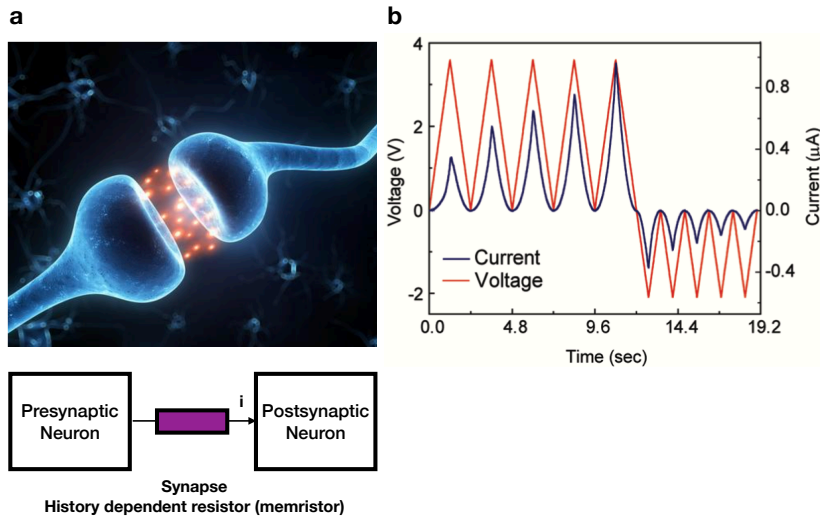 a
Presynaptic
Neuron
i
Postsynaptic
Neuron
Synapse
History dependent resistor (memristor)
b
Voltage (V)
4
2
0
-2
Current
Voltage
0.8
0.4
0.0
-0.4
Current (µA)
0.0
4.8
9.6
14.4
19.2
Time (sec)